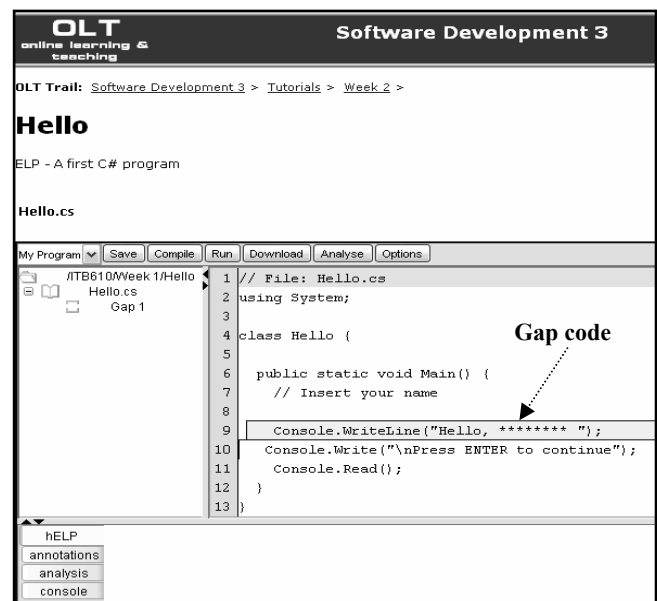 OLT
online learning &
teaching
Software Development 3
OLT Trail: Software Development 3 > Tutorials > Week 2 >
Hello
ELP - A first C# program
Hello.cs
My Program Save Compile Run Download Analyse Options
/ITB610/Week 1/Hello
Hello.cs
Gap 1
1 // File: Hello.cs
2 using System;
3
4 class Hello {
5
6 public static void Main() {
7 // Insert your name
8
9 Console.WriteLine("Hello, ******** ");
10 Console.Write("\nPress ENTER to continue");
11 Console.Read();
12 }
13 }
Gap code
hELP
annotations
analysis
console